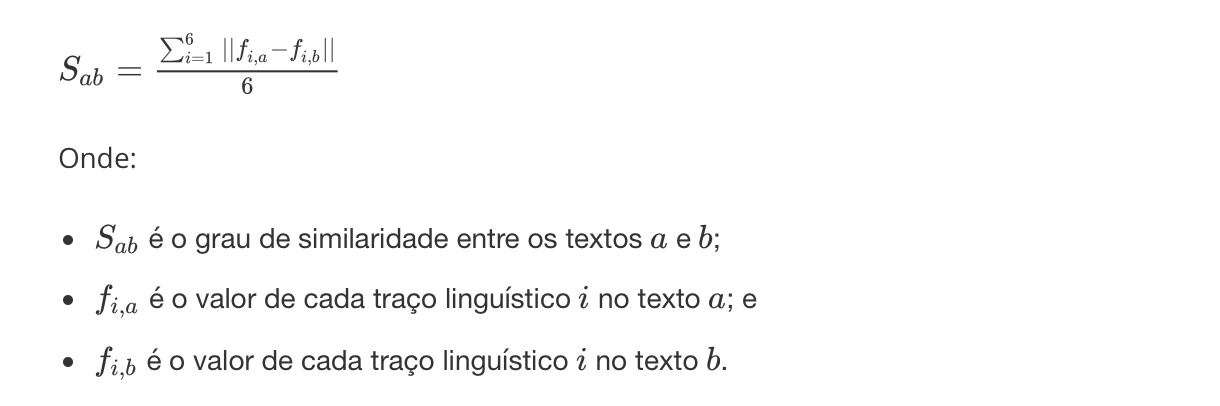 $S_{ab} = \frac{\sum_{i=1}^{6} ||f_{i,a} - f_{i,b}||}{6}$
Onde:
• $S_{ab}$ é o grau de similaridade entre os textos $a$ e $b$;
• $f_{i,a}$ é o valor de cada traço linguístico $i$ no texto $a$; e
• $f_{i,b}$ é o valor de cada traço linguístico $i$ no texto $b$.